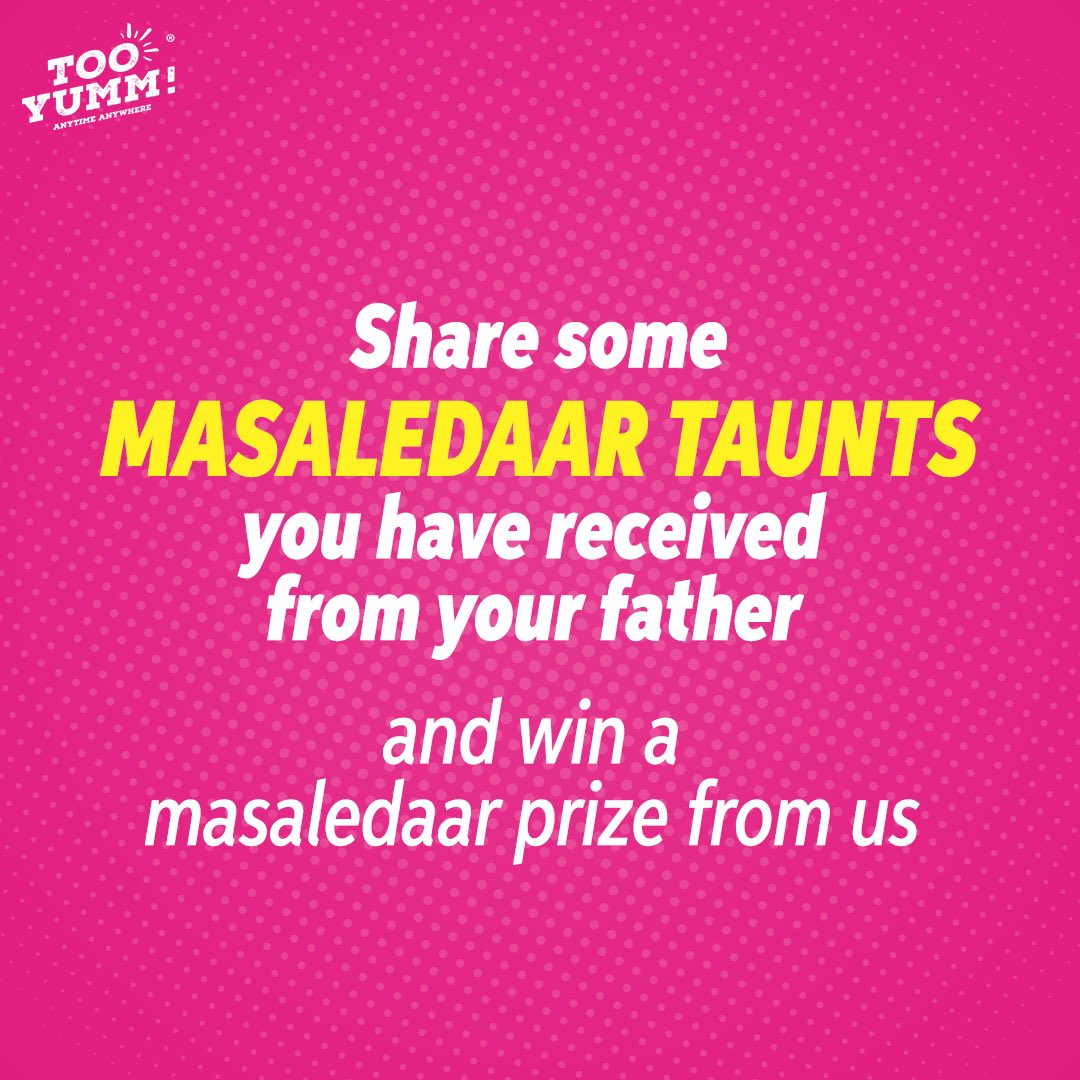 TOO
YUMM!
®
ANYTIME ANYWHERE
Share some
MASALEDAAR TAUNTS
you have received
from your father
and win a
masaledaar prize from us